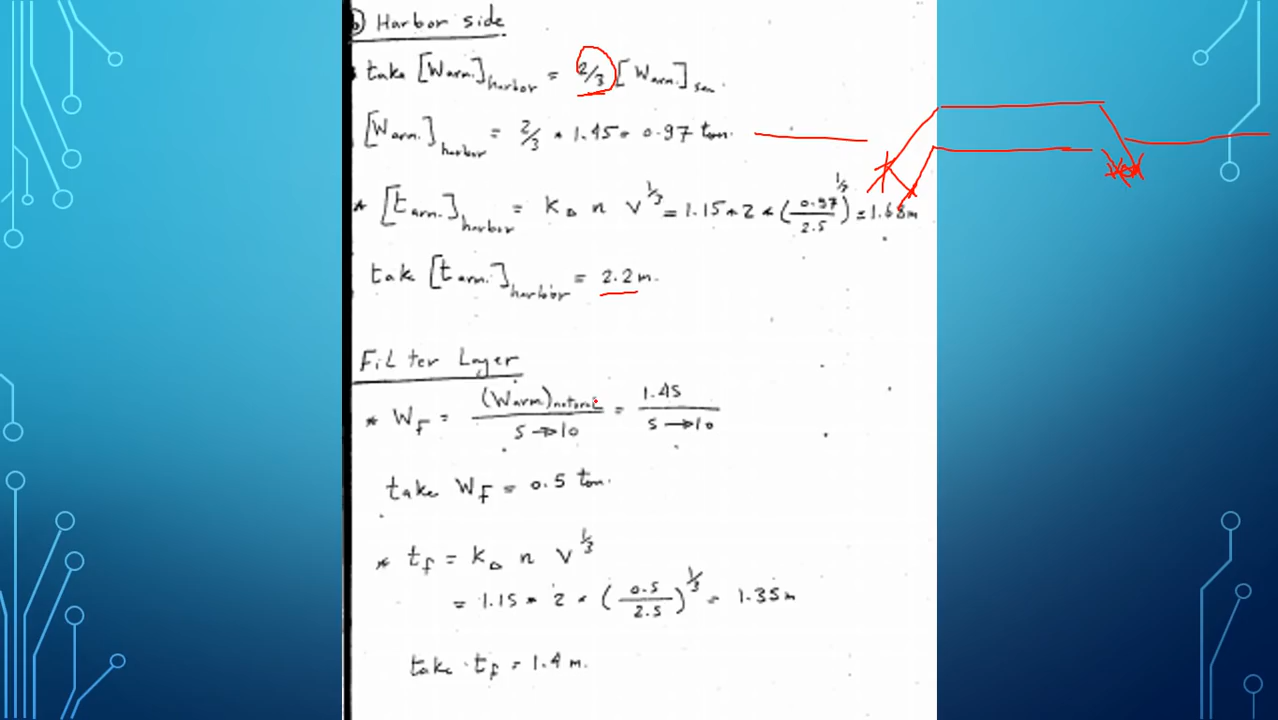 b) Harbor side
take [Warm.]harbor = 2/3 [Warm.]sea.
[Warm.]harbor = 2/3 * 1.45 = 0.97 ton.
* [tarm.]harbor = KΔ n V^1/3 = 1.15 * 2 * (0.97/2.5)^1/3 = 1.68m
take [tarm.]harbor = 2.2 m.
Filter Layer
* WF = (Warm)natural / 5→10 = 1.45 / 5→10
take WF = 0.5 ton.
* tf = KΔ n V^1/3
= 1.15 * 2 * (0.5/2.5)^1/3 = 1.35m
take tf = 1.4 m.